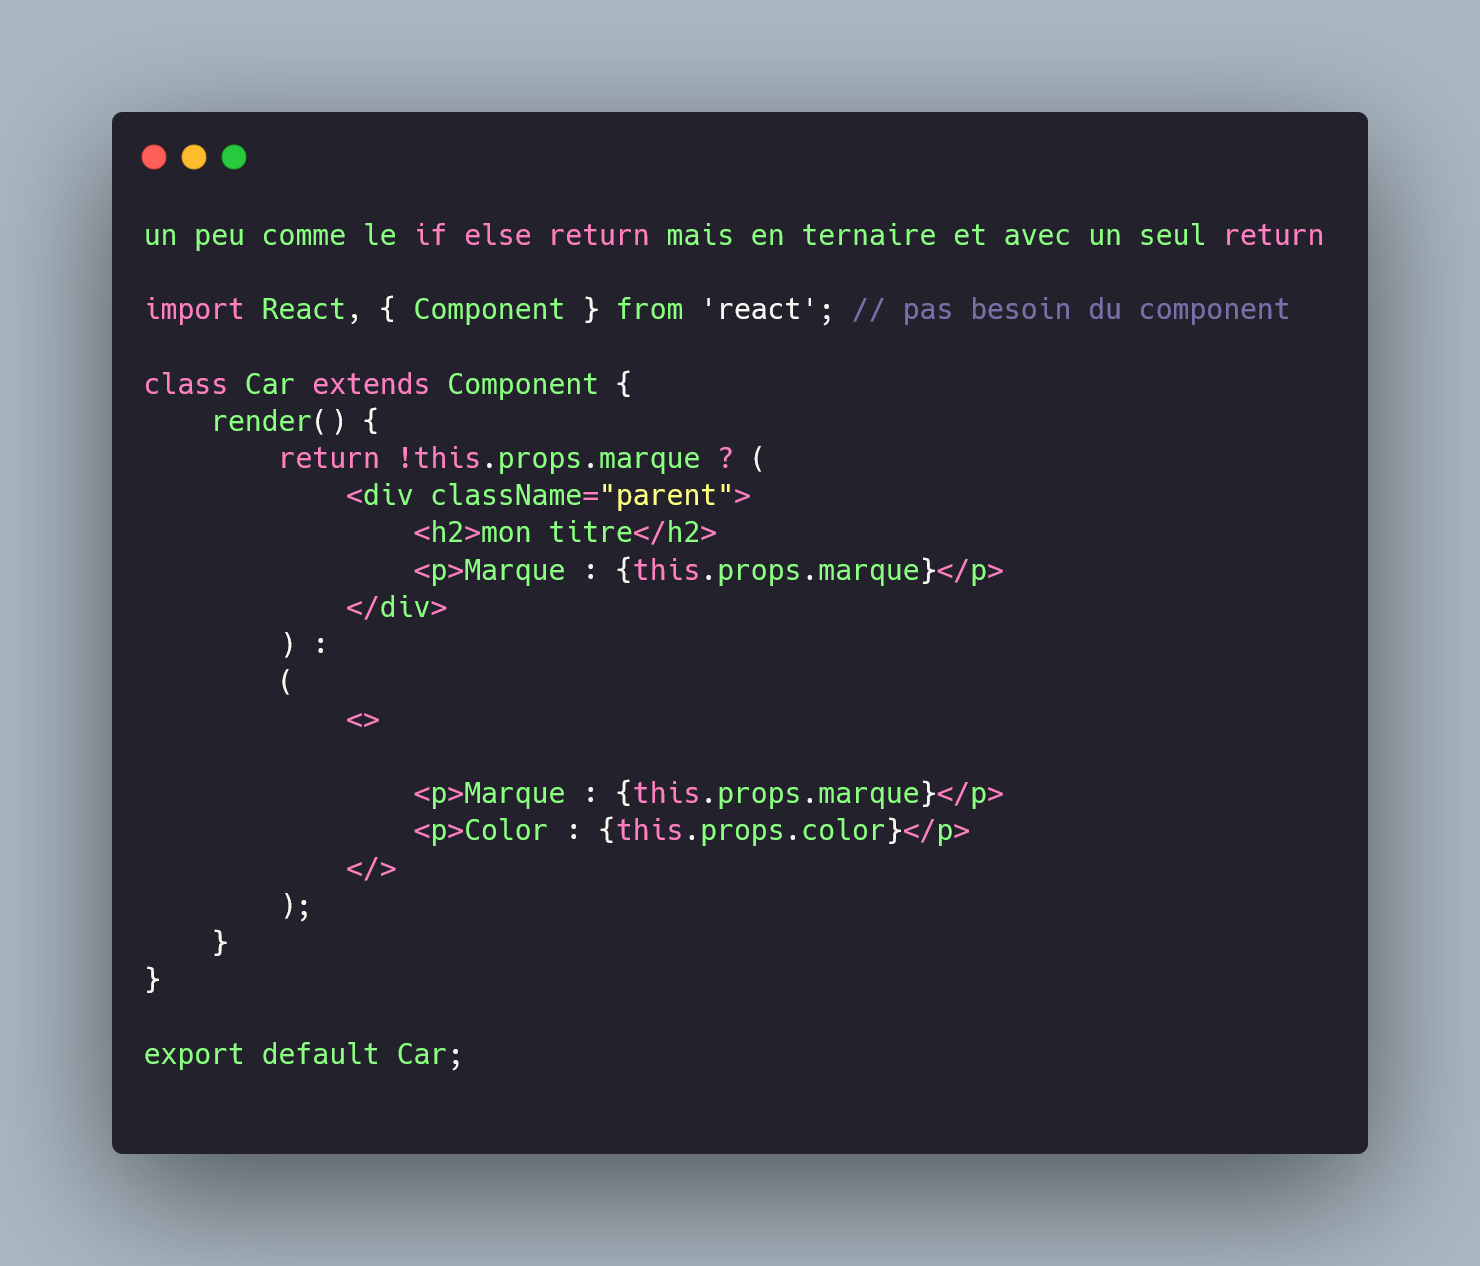 un peu comme le if else return mais en ternaire et avec un seul return
import React, { Component } from 'react'; // pas besoin du component
class Car extends Component {
    render() {
        return !this.props.marque ? (
            <div className="parent">
                <h2>mon titre</h2>
                <p>Marque : {this.props.marque}</p>
            </div>
        ) :
        (
            <>
                <p>Marque : {this.props.marque}</p>
                <p>Color : {this.props.color}</p>
            </>
        );
    }
}
export default Car;